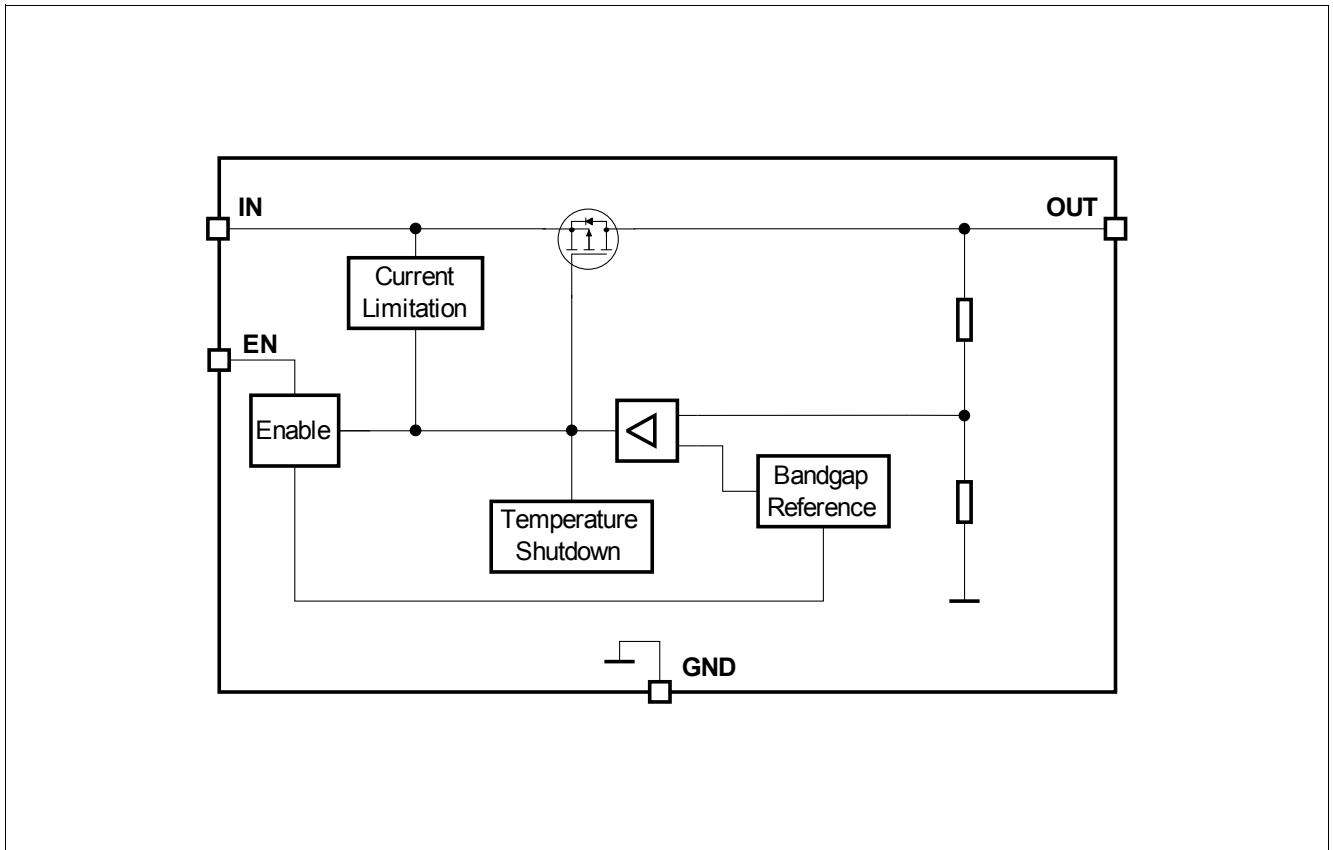 IN
OUT
Current
Limitation
EN
Enable
Bandgap
Reference
Temperature
Shutdown
GND